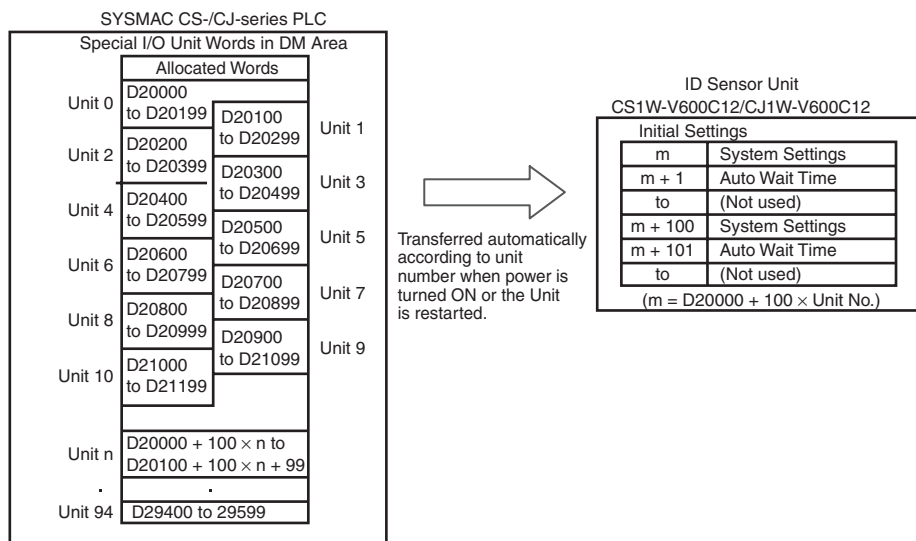 SYSMAC CS-/CJ-series PLC
Special I/O Unit Words in DM Area
Allocated Words
Unit 0
D20000
to D20199
D20100
to D20299
Unit 1
Unit 2
D20200
to D20399
D20300
to D20499
Unit 3
Unit 4
D20400
to D20599
D20500
to D20699
Unit 5
Unit 6
D20600
to D20799
D20700
to D20899
Unit 7
Unit 8
D20800
to D20999
D20900
to D21099
Unit 9
Unit 10
D21000
to D21199
Unit n
D20000 + 100 × n to
D20100 + 100 × n + 99
. .
Unit 94 D29400 to 29599
Transferred automatically
according to unit
number when power is
turned ON or the Unit
is restarted.
ID Sensor Unit
CS1W-V600C12/CJ1W-V600C12
Initial Settings
m System Settings
m + 1 Auto Wait Time
to (Not used)
m + 100 System Settings
m + 101 Auto Wait Time
to (Not used)
(m = D20000 + 100 × Unit No.)